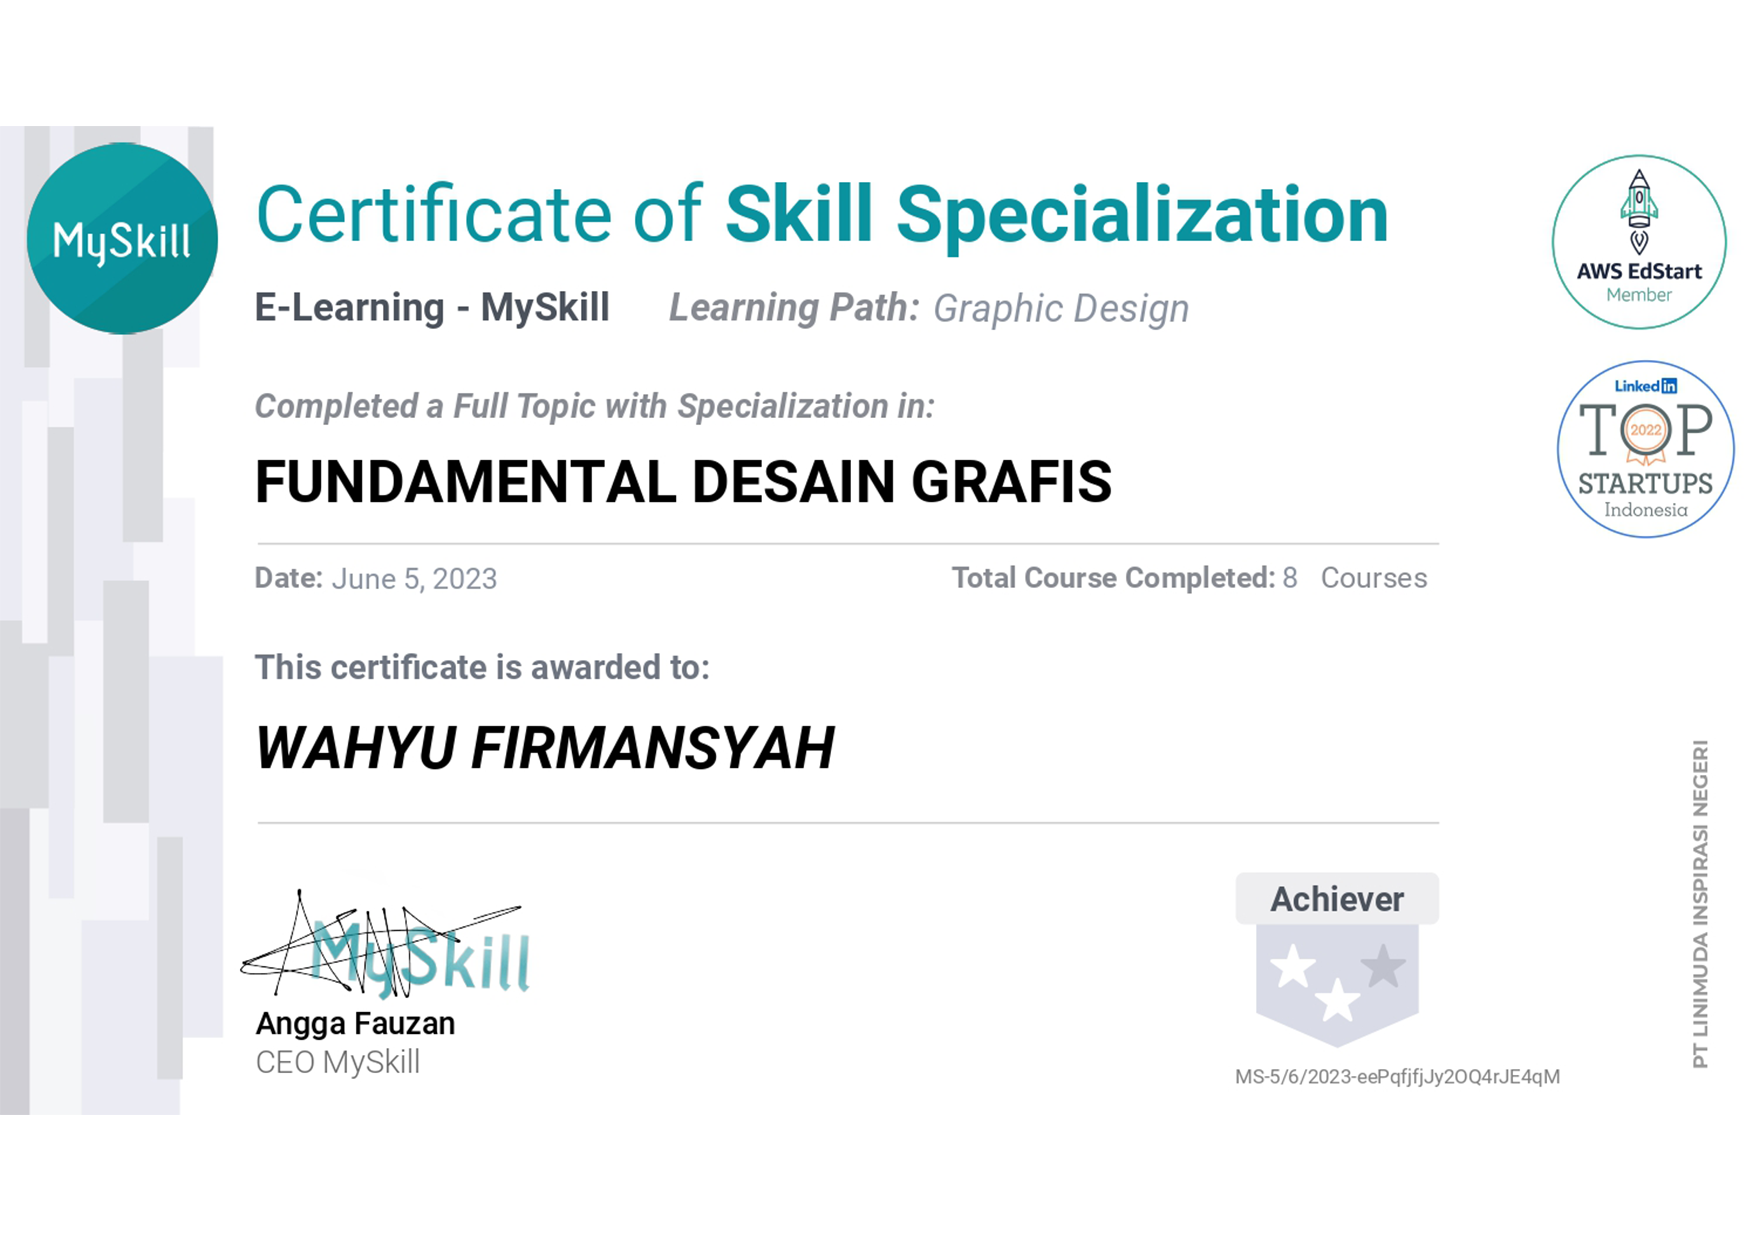 MySkill
Certificate of Skill Specialization
E-Learning - MySkill Learning Path: Graphic Design
Completed a Full Topic with Specialization in:
FUNDAMENTAL DESAIN GRAFIS
Date: June 5, 2023 Total Course Completed: 8 Courses
This certificate is awarded to:
WAHYU FIRMANSYAH
MySkill
Angga Fauzan
CEO MySkill
Achiever
MS-5/6/2023-eePqfjfjJy2OQ4rJE4qM
AWS EdStart
Member
Linked in
TOP
2022
STARTUPS
Indonesia
PT LINIMUDA INSPIRASI NEGERI